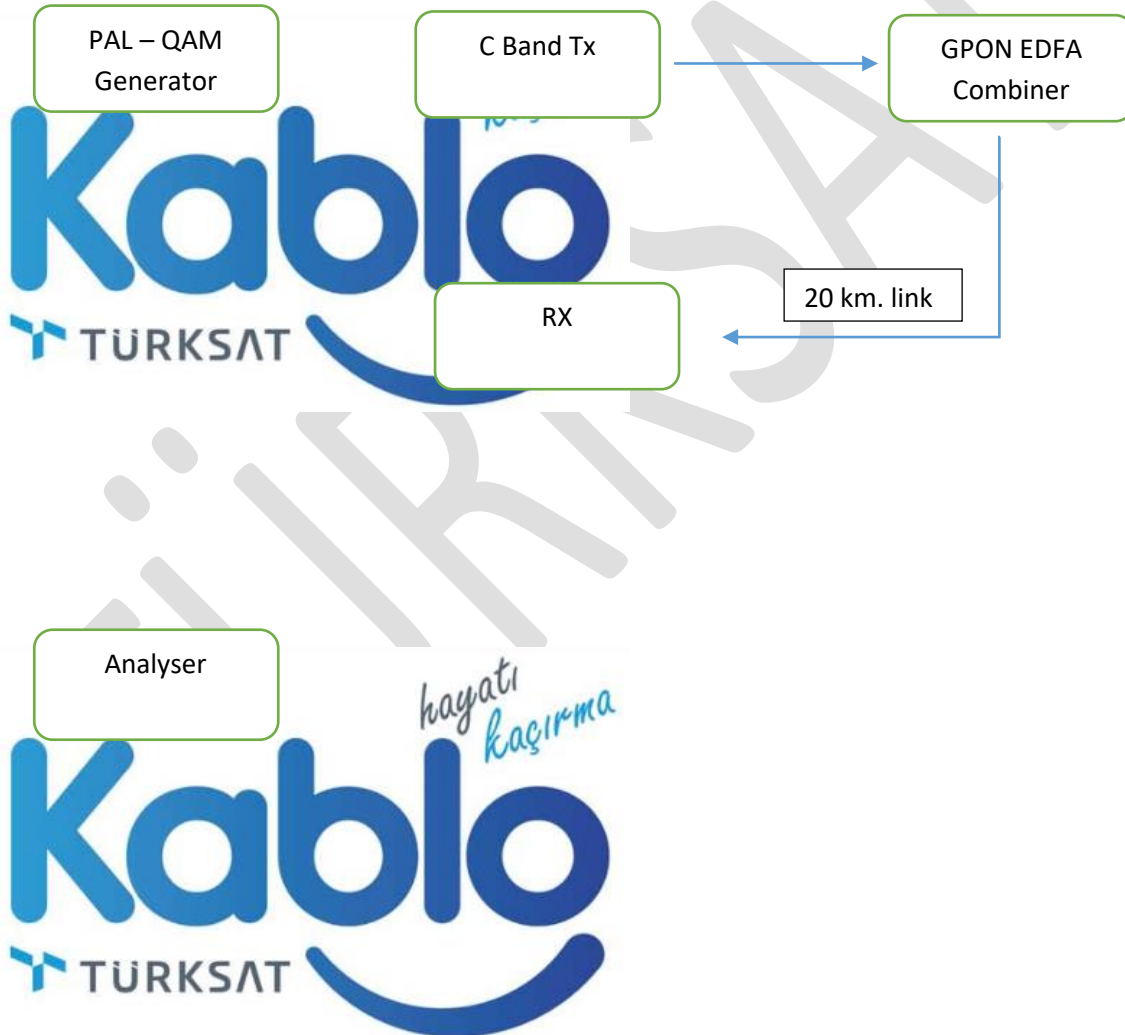 PAL – QAM
Generator
C Band Tx
GPON EDFA
Combiner
Kablo
TÜRKSAT
RX
20 km. link
TÜRKSAT
Analyser
hayatı
kaçırma
Kablo
TÜRKSAT